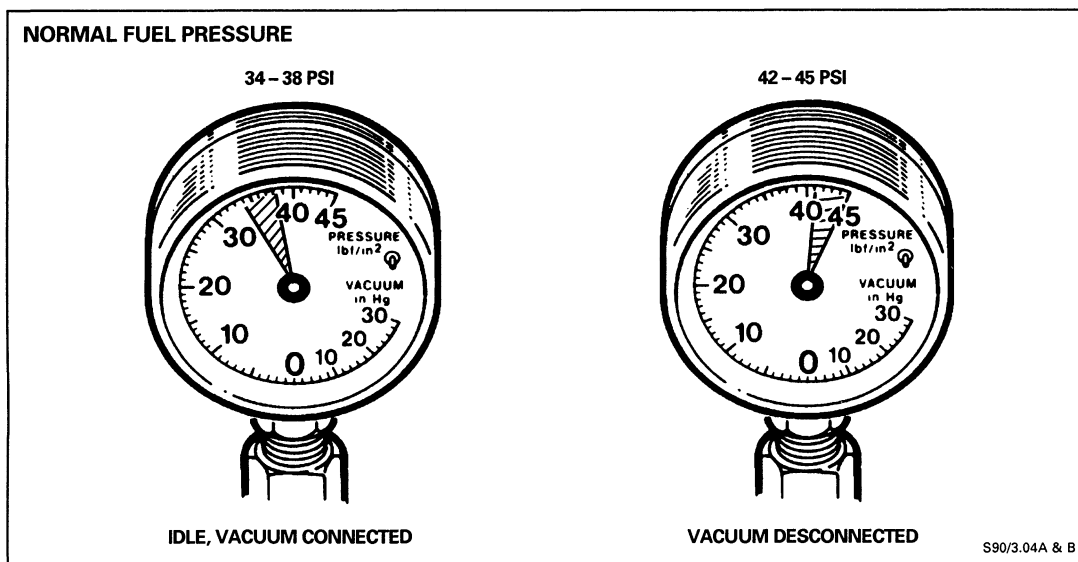 NORMAL FUEL PRESSURE
34 – 38 PSI
40 45
30
PRESSURE
lbf/in²
20
VACUUM
in Hg
30
10
20
0 10
IDLE, VACUUM CONNECTED
42 – 45 PSI
40 45
30
PRESSURE
lbf/in²
20
VACUUM
in Hg
30
10
20
0 10
VACUUM DESCONNECTED
S90/3.04A & B